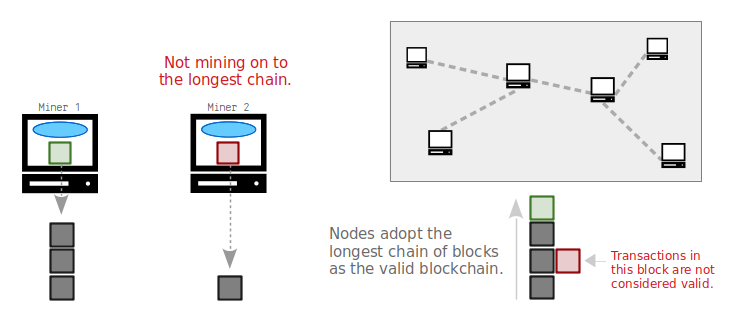 Not mining on to
the longest chain.
Miner 1
Miner 2
Nodes adopt the
longest chain of blocks
as the valid blockchain.
Transactions in
this block are not
considered valid.